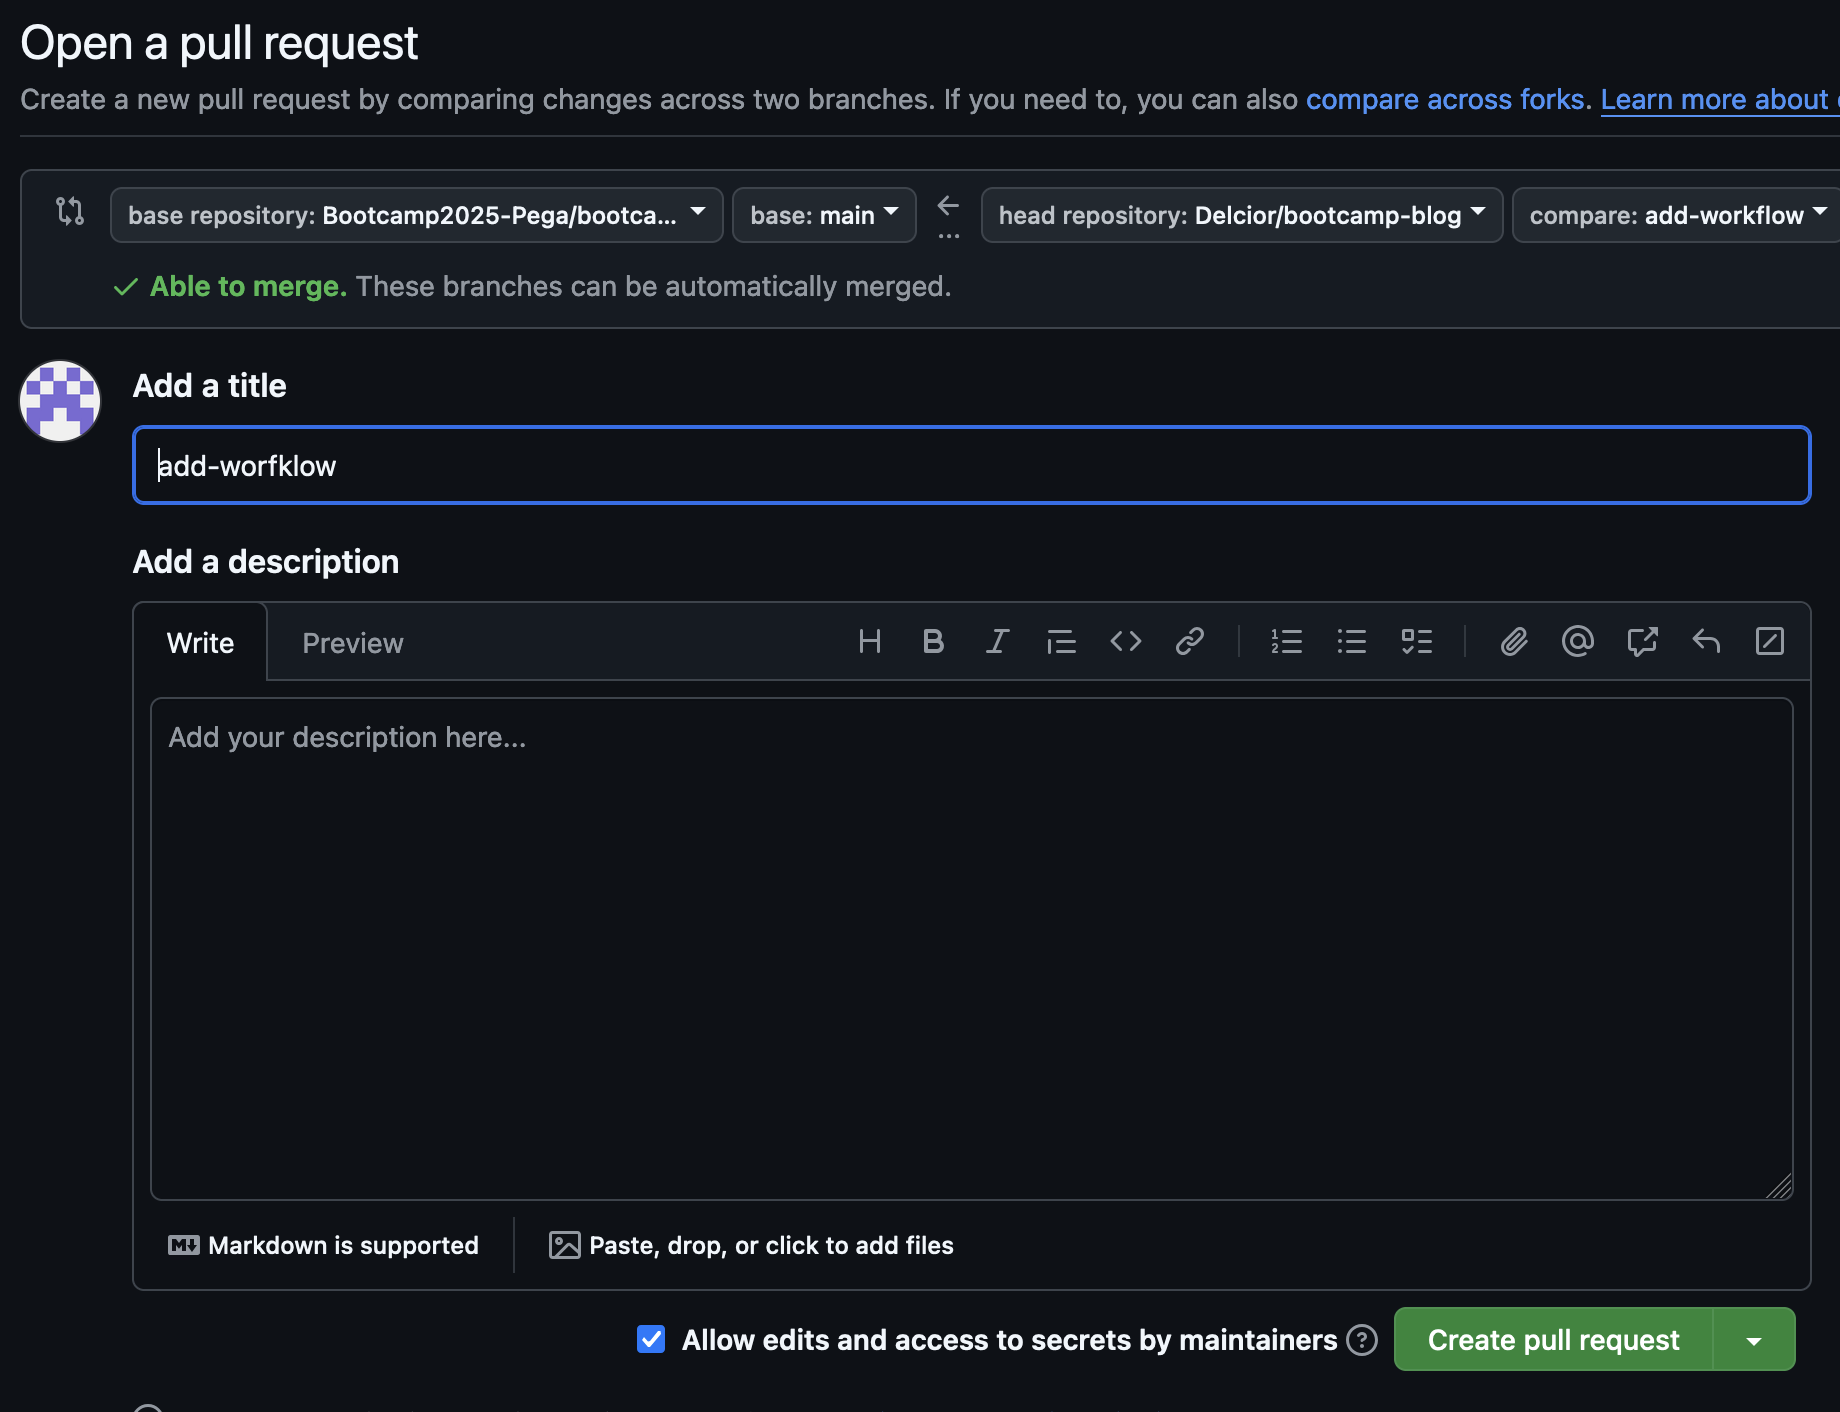 Open a pull request
Create a new pull request by comparing changes across two branches. If you need to, you can also compare across forks. Learn more about
base repository: Bootcamp2025-Pega/bootca... base: main ... head repository: Delcior/bootcamp-blog compare: add-workflow
Able to merge. These branches can be automatically merged.
Add a title
add-worfklow
Add a description
Write Preview
Add your description here...
Markdown is supported Paste, drop, or click to add files
Allow edits and access to secrets by maintainers Create pull request